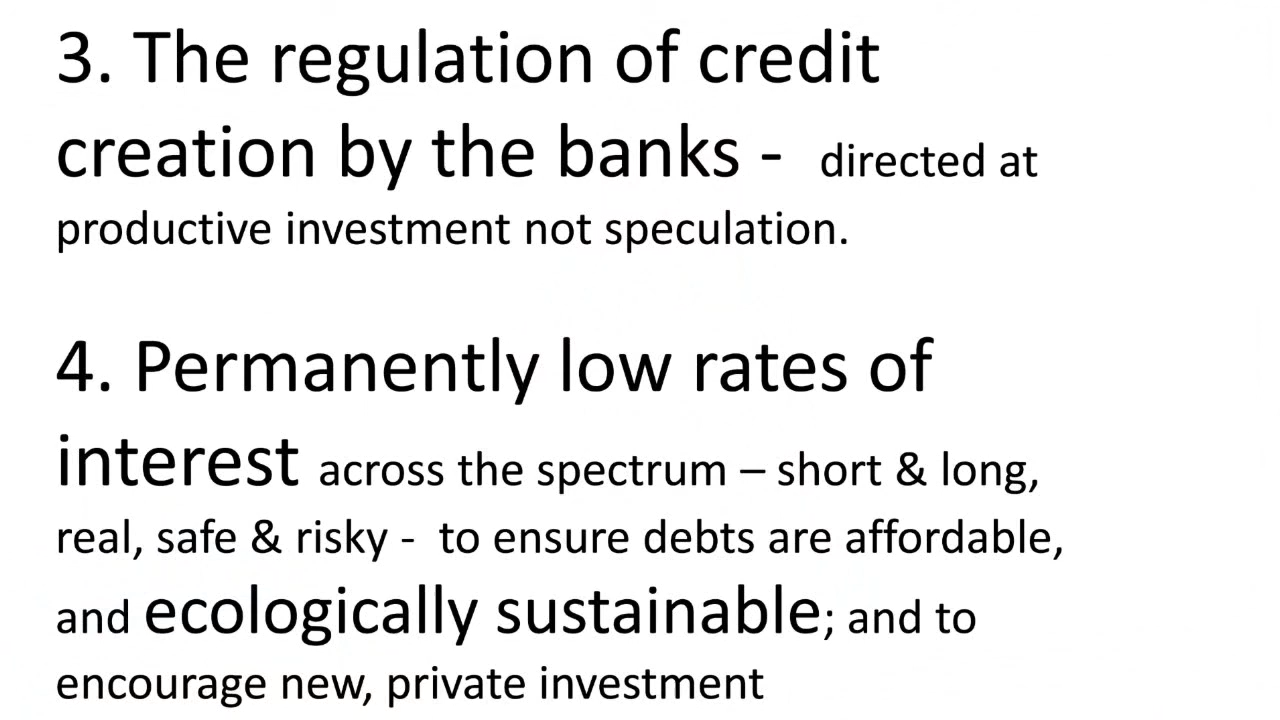 3. The regulation of credit
creation by the banks - directed at
productive investment not speculation.
4. Permanently low rates of
interest across the spectrum – short & long,
real, safe & risky - to ensure debts are affordable,
and ecologically sustainable; and to
encourage new, private investment